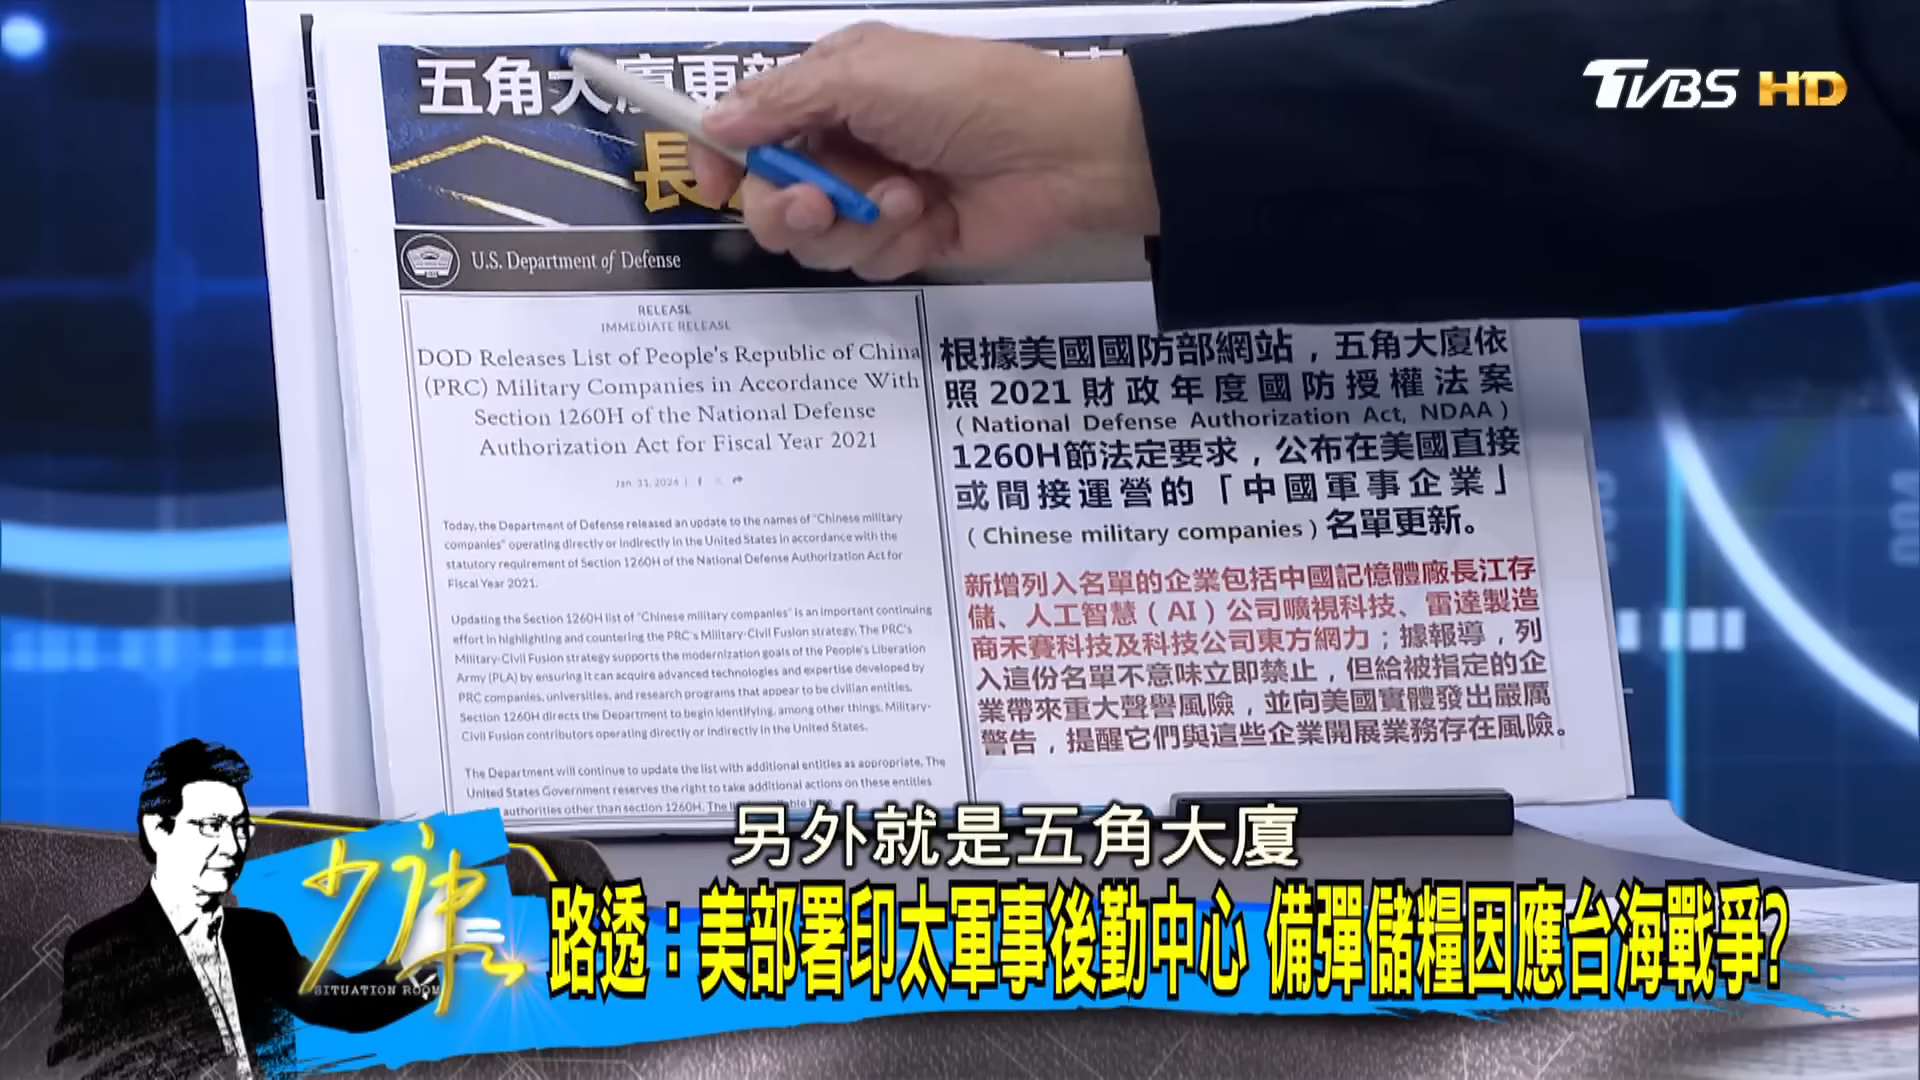 TVBS HD
五角大廈更新
長
U.S. Department of Defense
RELEASE
IMMEDIATE RELEASE
DOD Releases List of People's Republic of China
(PRC) Military Companies in Accordance With
Section 1260H of the National Defense
Authorization Act for Fiscal Year 2021
Jan. 31, 2024
Today, the Department of Defense released an update to the names of "Chinese military
companies" operating directly or indirectly in the United States in accordance with the
statutory requirement of Section 1260H of the National Defense Authorization Act for
Fiscal Year 2021.
Updating the Section 1260H list of "Chinese military companies" is an important continuing
effort in highlighting and countering the PRC's Military-Civil Fusion strategy. The PRC's
Military-Civil Fusion strategy supports the modernization goals of the People's Liberation
Army (PLA) by ensuring it can acquire advanced technologies and expertise developed by
PRC companies, universities, and research programs that appear to be civilian entities.
Section 1260H directs the Department to begin identifying, among other things, Military-
Civil Fusion contributors operating directly or indirectly in the United States.
The Department will continue to update the list with additional entities as appropriate. The
United States Government reserves the right to take additional actions on these entities
authorities other than section 1260H. The
根據美國國防部網站，五角大廈依
照2021財政年度國防授權法案
（National Defense Authorization Act, NDAA）
1260H節法定要求，公布在美國直接
或間接運營的「中國軍事企業」
（Chinese military companies）名單更新。
新增列入名單的企業包括中國記憶體廠長江存
儲、人工智慧（AI）公司曠視科技、雷達製造
商禾賽科技及科技公司東方網力；據報導，列
入這份名單不意味立即禁止，但給被指定的企
業帶來重大聲譽風險，並向美國實體發出嚴厲
警告，提醒它們與這些企業開展業務存在風險。
另外就是五角大廈
少康
SITUATION ROOM
路透：美部署印太軍事後勤中心 備彈儲糧因應台海戰爭?